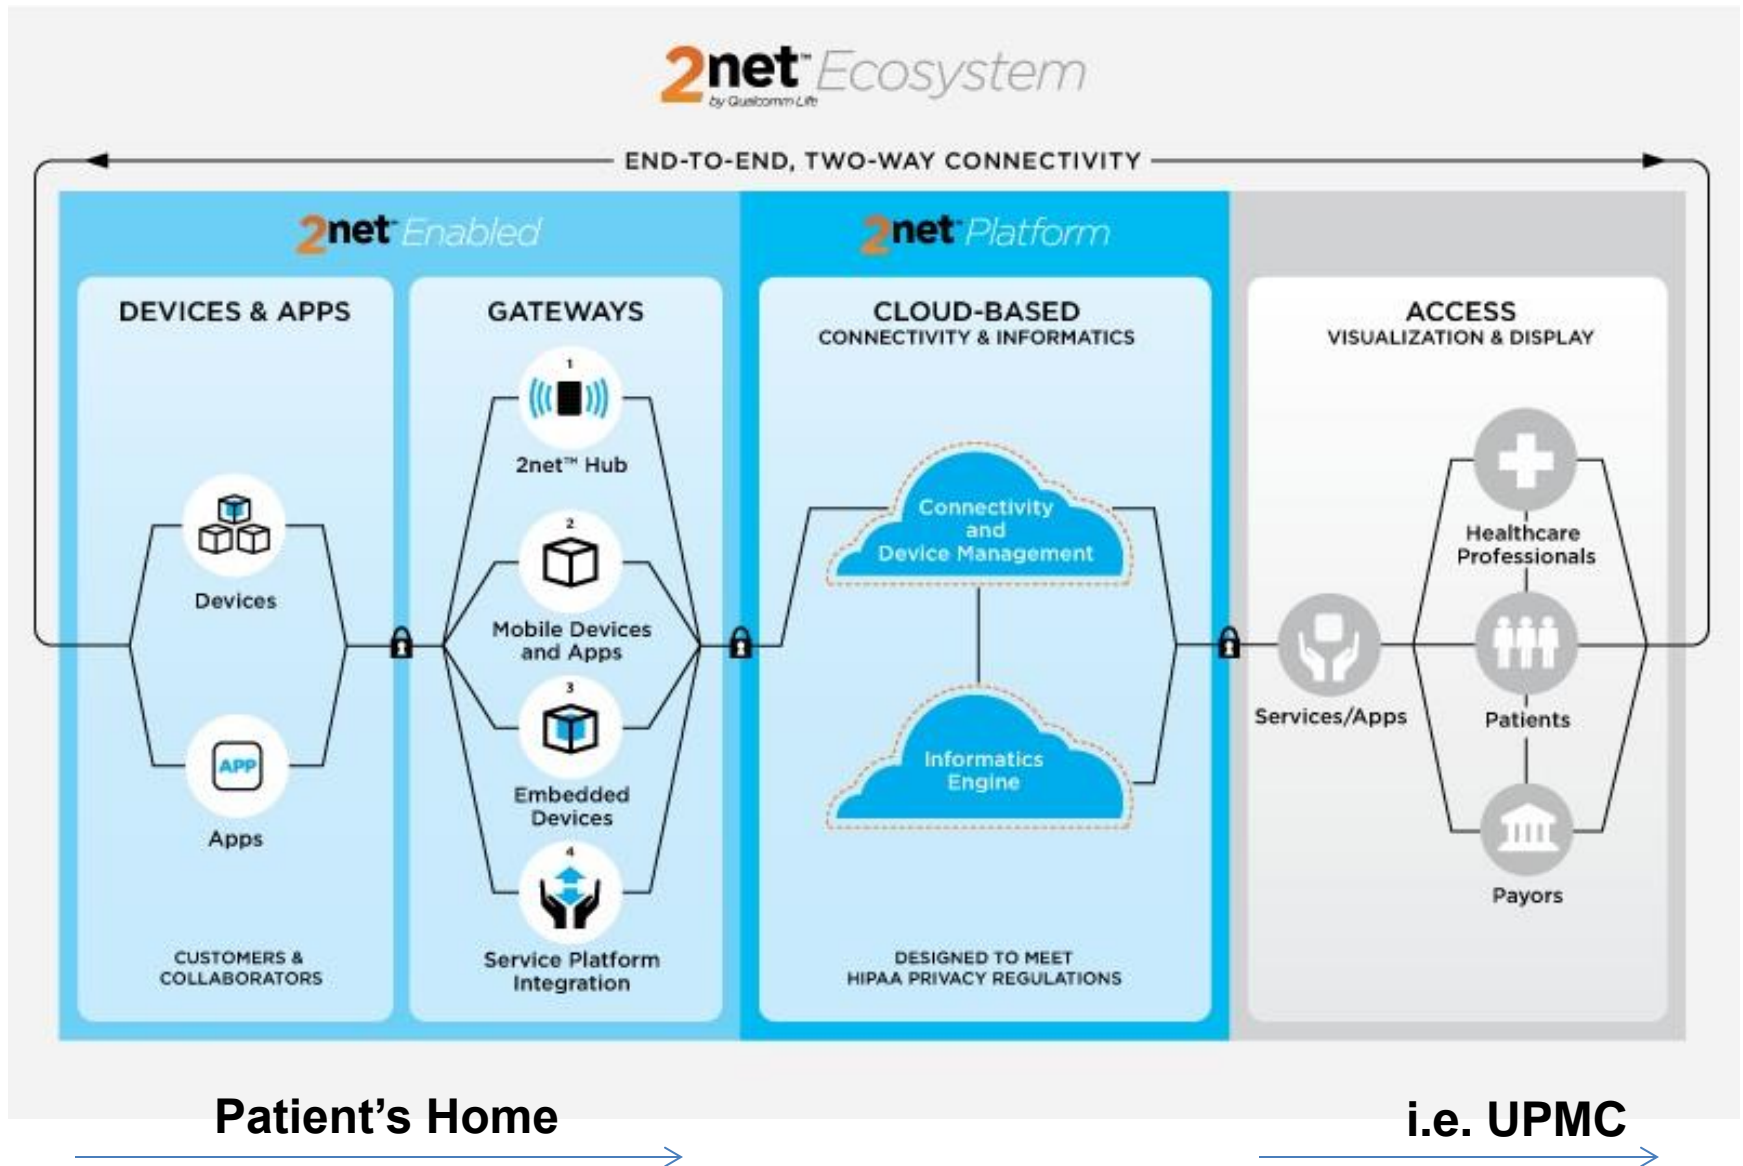 2net™ Ecosystem
by Qualcomm Life
END-TO-END, TWO-WAY CONNECTIVITY
2net™ Enabled
2net™ Platform
DEVICES & APPS
Devices
APP
Apps
CUSTOMERS &
COLLABORATORS
GATEWAYS
1
2net™ Hub
2
Mobile Devices
and Apps
3
Embedded
Devices
4
Service Platform
Integration
CLOUD-BASED
CONNECTIVITY & INFORMATICS
Connectivity
and
Device Management
Informatics
Engine
DESIGNED TO MEET
HIPAA PRIVACY REGULATIONS
ACCESS
VISUALIZATION & DISPLAY
Services/Apps
Healthcare
Professionals
Patients
Payors
Patient’s Home
i.e. UPMC